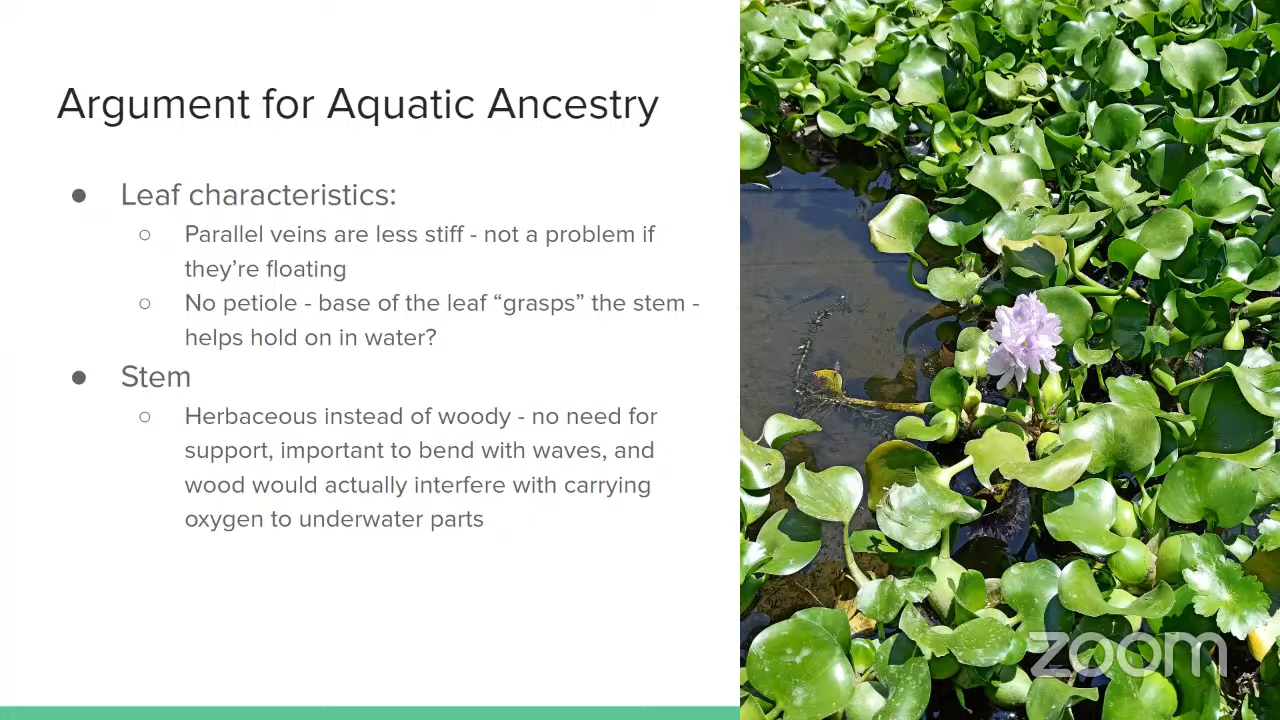 Argument for Aquatic Ancestry
● Leaf characteristics:
○ Parallel veins are less stiff - not a problem if
they’re floating
○ No petiole - base of the leaf “grasps” the stem -
helps hold on in water?
● Stem
○ Herbaceous instead of woody - no need for
support, important to bend with waves, and
wood would actually interfere with carrying
oxygen to underwater parts
zoom